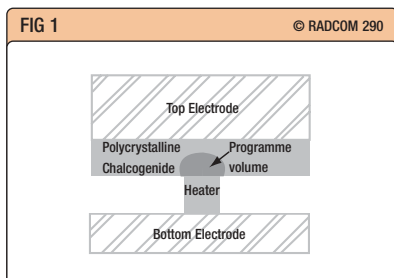 FIG 1
© RADCOM 290
Top Electrode
Polycrystalline
Chalcogenide
Programme
volume
Heater
Bottom Electrode